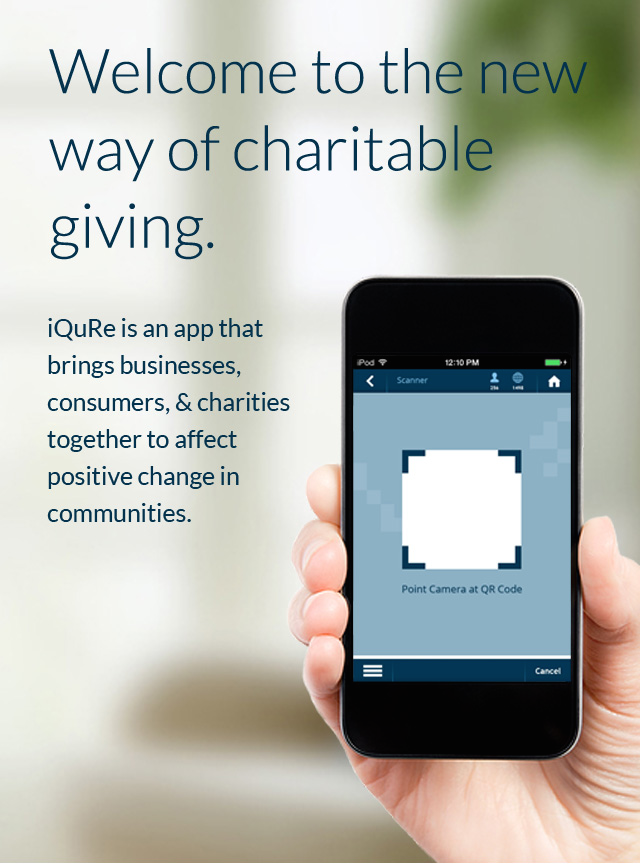 Welcome to the new
way of charitable
giving.
iQuRe is an app that
brings businesses,
consumers, & charities
together to affect
positive change in
communities.
iPod 12:10 PM
Scanner
256 1498
Point Camera at QR Code
Cancel